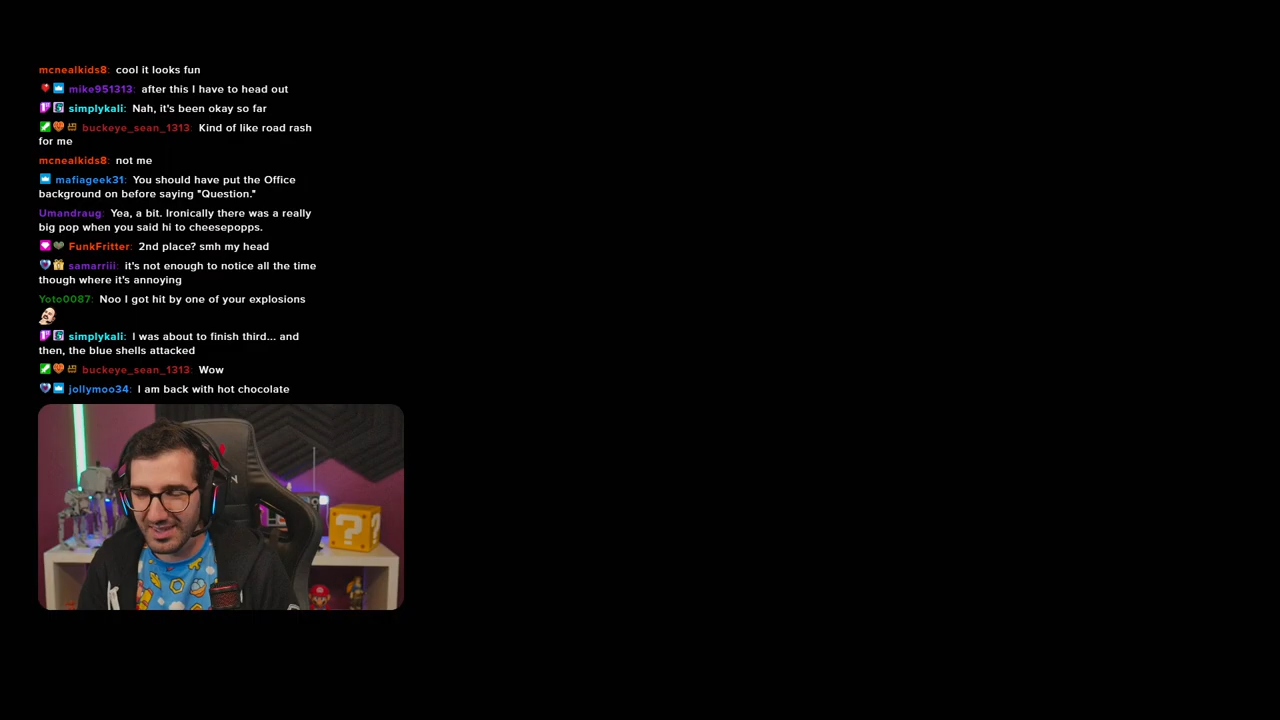 mcnealkids8: cool it looks fun
mike951313: after this I have to head out
simplykali: Nah, it's been okay so far
buckeye_sean_1313: Kind of like road rash
for me
mcnealkids8: not me
mafiageek31: You should have put the Office
background on before saying "Question."
Umandraug: Yea, a bit. Ironically there was a really
big pop when you said hi to cheesepopps.
FunkFritter: 2nd place? smh my head
samarriii: it's not enough to notice all the time
though where it's annoying
Yoto0087: Noo I got hit by one of your explosions
simplykali: I was about to finish third... and
then, the blue shells attacked
buckeye_sean_1313: Wow
jollymoo34: I am back with hot chocolate
?